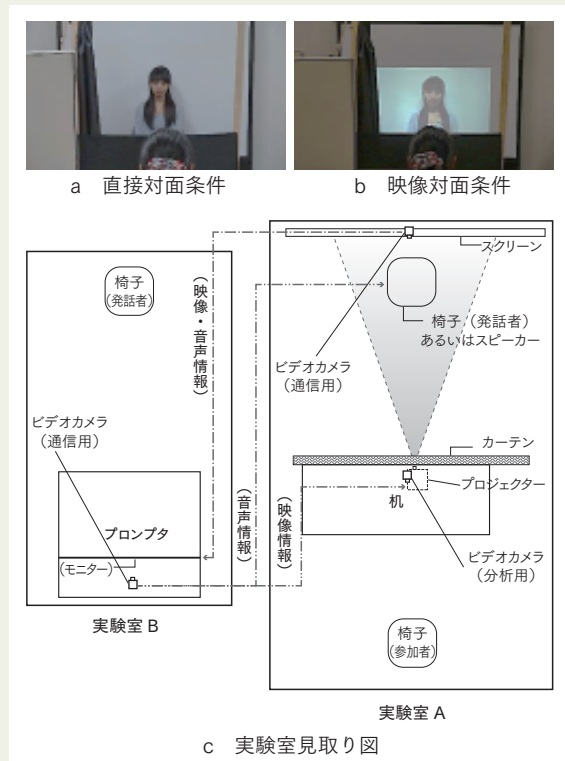 a 直接対面条件
b 映像対面条件
スクリーン
椅子
(発話者)
(映像・音声情報)
椅子(発話者)
あるいはスピーカー
ビデオカメラ
(通信用)
ビデオカメラ
(通信用)
カーテン
プロジェクター
机
プロンプタ
(音声情報)
(映像情報)
(モニター)
ビデオカメラ
(分析用)
実験室 B
椅子
(参加者)
実験室 A
c 実験室見取り図